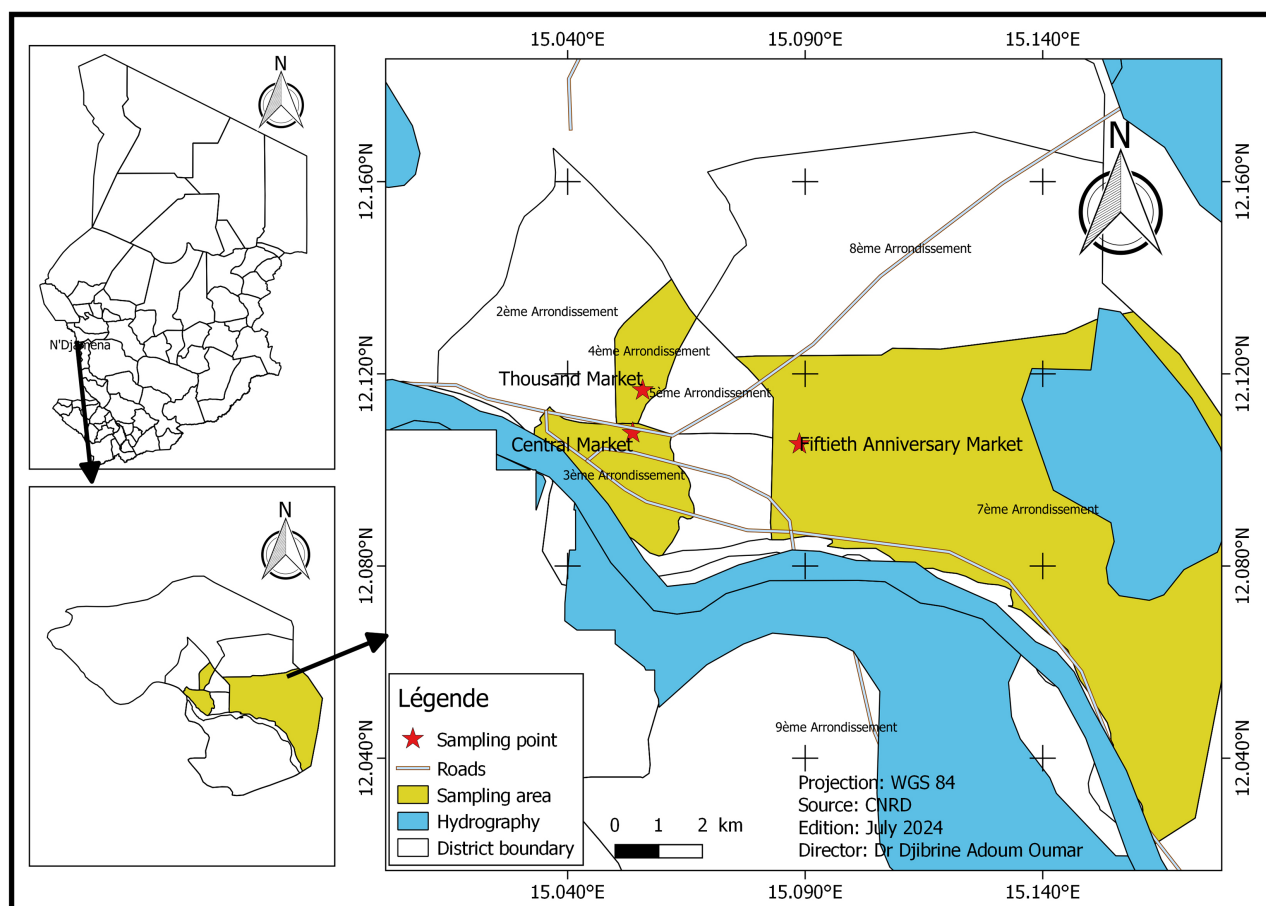 N
N'Djamena
N
15.040°E
15.090°E
15.140°E
12.160°N
12.120°N
12.080°N
12.040°N
N
8ème Arrondissement
2ème Arrondissement
4ème Arrondissement
Thousand Market
5ème Arrondissement
Central Market
Fiftieth Anniversary Market
3ème Arrondissement
7ème Arrondissement
9ème Arrondissement
12.160°N
12.120°N
12.080°N
12.040°N
Légende
Sampling point
Roads
Sampling area
Hydrography
District boundary
0 1 2 km
Projection: WGS 84
Source: CNRD
Edition: July 2024
Director: Dr Djibrine Adoum Oumar
15.040°E
15.090°E
15.140°E